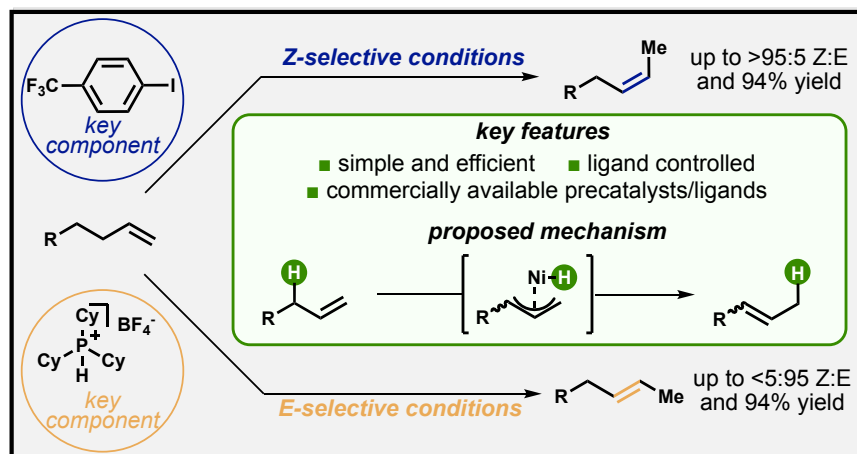 F3C
I
key
component
Z-selective conditions
R
Me
up to >95:5 Z:E
and 94% yield
key features
simple and efficient
ligand controlled
commercially available precatalysts/ligands
proposed mechanism
R
H
R
Ni H
R
H
R
Cy
P
+
Cy
Cy
H
BF4-
key
component
E-selective conditions
R
Me
up to <5:95 Z:E
and 94% yield